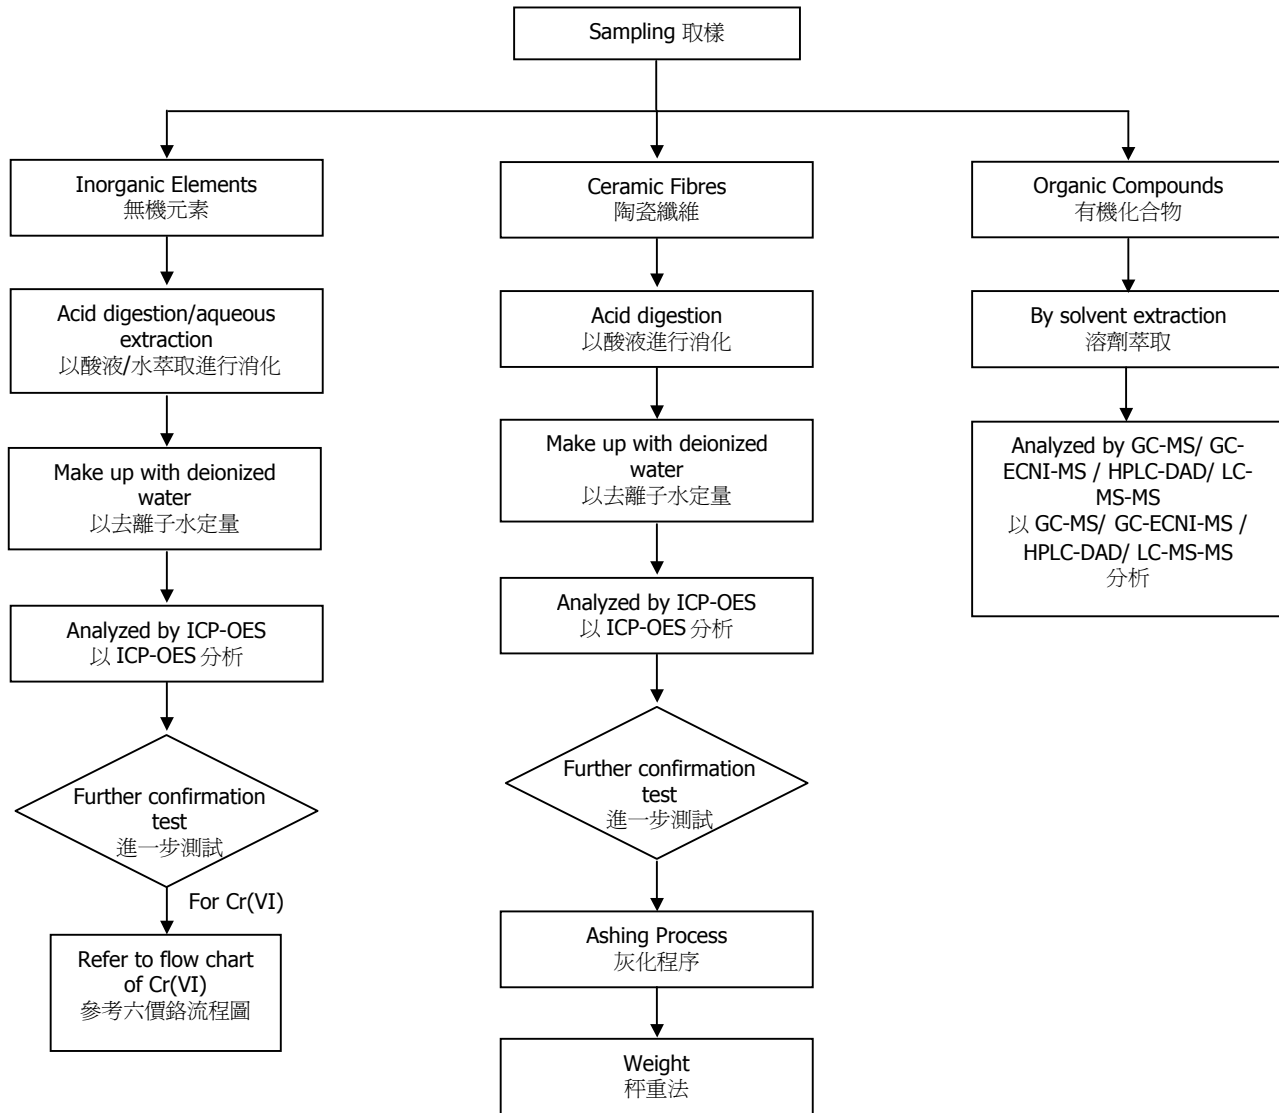 Sampling 取樣
Inorganic Elements
無機元素
Ceramic Fibres
陶瓷纖維
Organic Compounds
有機化合物
Acid digestion/aqueous
extraction
以酸液/水萃取進行消化
Acid digestion
以酸液進行消化
By solvent extraction
溶劑萃取
Make up with deionized
water
以去離子水定量
Make up with deionized
water
以去離子水定量
Analyzed by GC-MS/ GC-
ECNI-MS / HPLC-DAD/ LC-
MS-MS
以 GC-MS/ GC-ECNI-MS /
HPLC-DAD/ LC-MS-MS
分析
Analyzed by ICP-OES
以 ICP-OES 分析
Analyzed by ICP-OES
以 ICP-OES 分析
Further confirmation
test
進一步測試
Further confirmation
test
進一步測試
For Cr(VI)
Refer to flow chart
of Cr(VI)
參考六價鉻流程圖
Ashing Process
灰化程序
Weight
秤重法